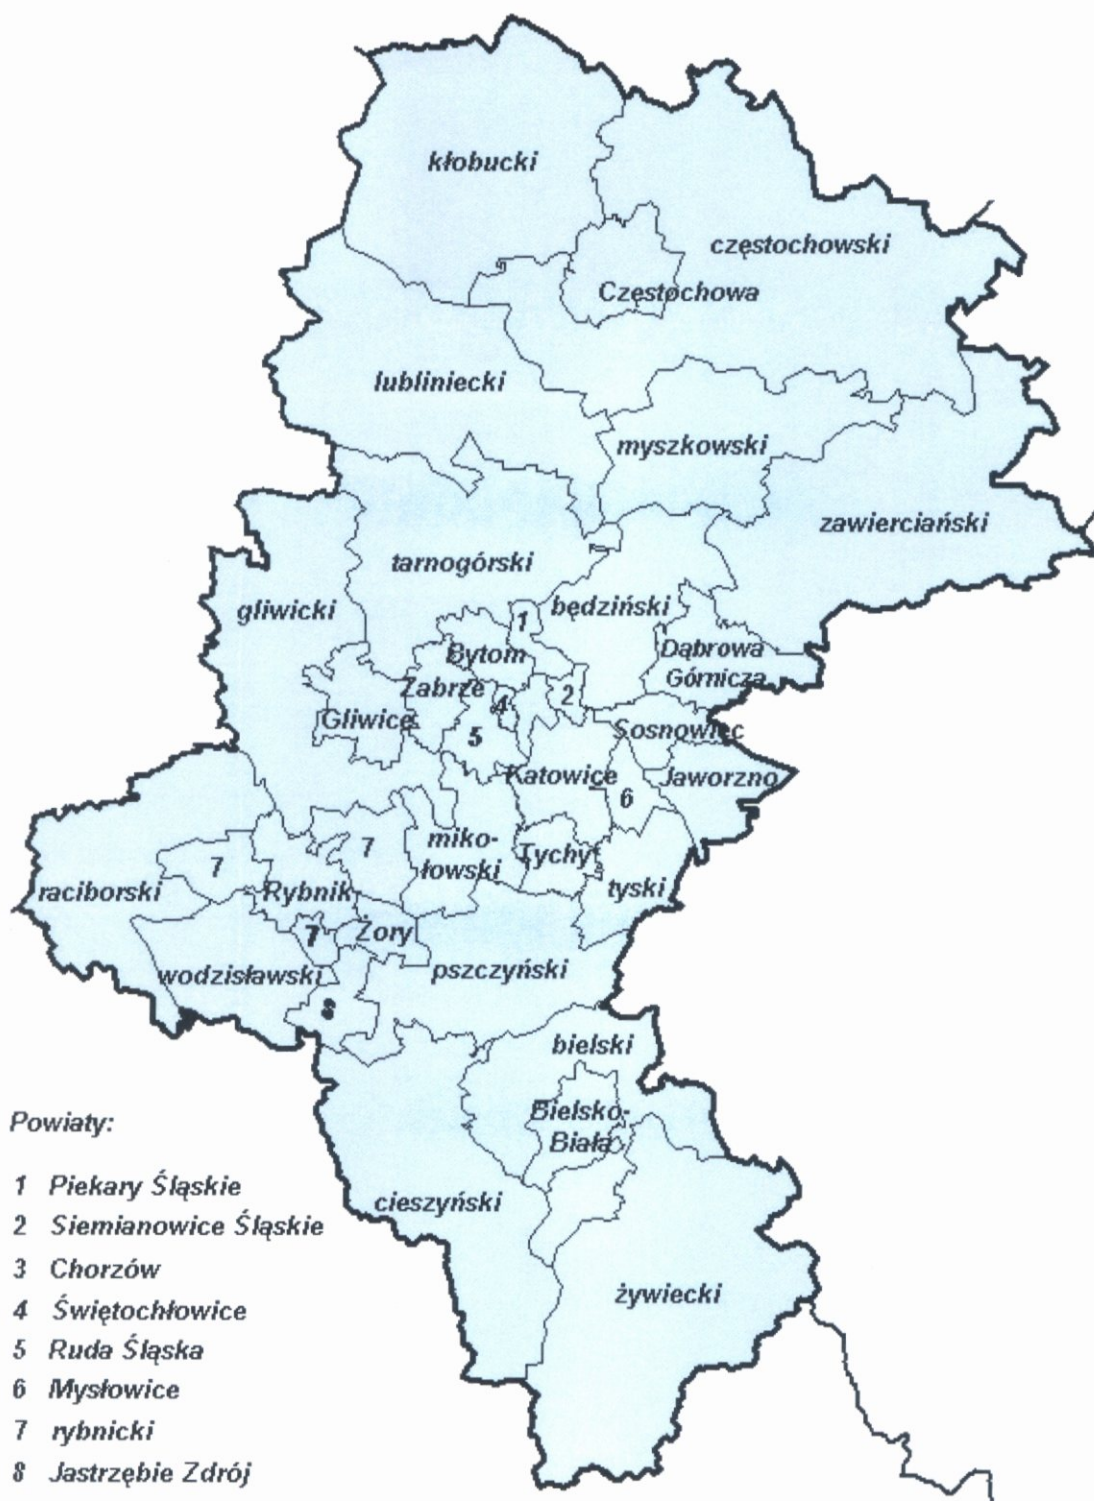 kłobucki
częstochowski
Częstochowa
lubliniecki
myszkowski
zawierciański
tarnogórski
gliwicki
będziński
1
Bytom
Dąbrowa
Górnicza
Zabrze
2
4
Gliwice
5
Sosnowiec
Katowice
Jaworzno
6
7
miko-
łowski
Tychy
7
raciborski
Rybnik
tyski
7
Żory
wodzisławski
pszczyński
8
bielski
Bielsko-
Biała
cieszyński
żywiecki
Powiaty:
1 Piekary Śląskie
2 Siemianowice Śląskie
3 Chorzów
4 Świętochłowice
5 Ruda Śląska
6 Mysłowice
7 rybnicki
8 Jastrzębie Zdrój